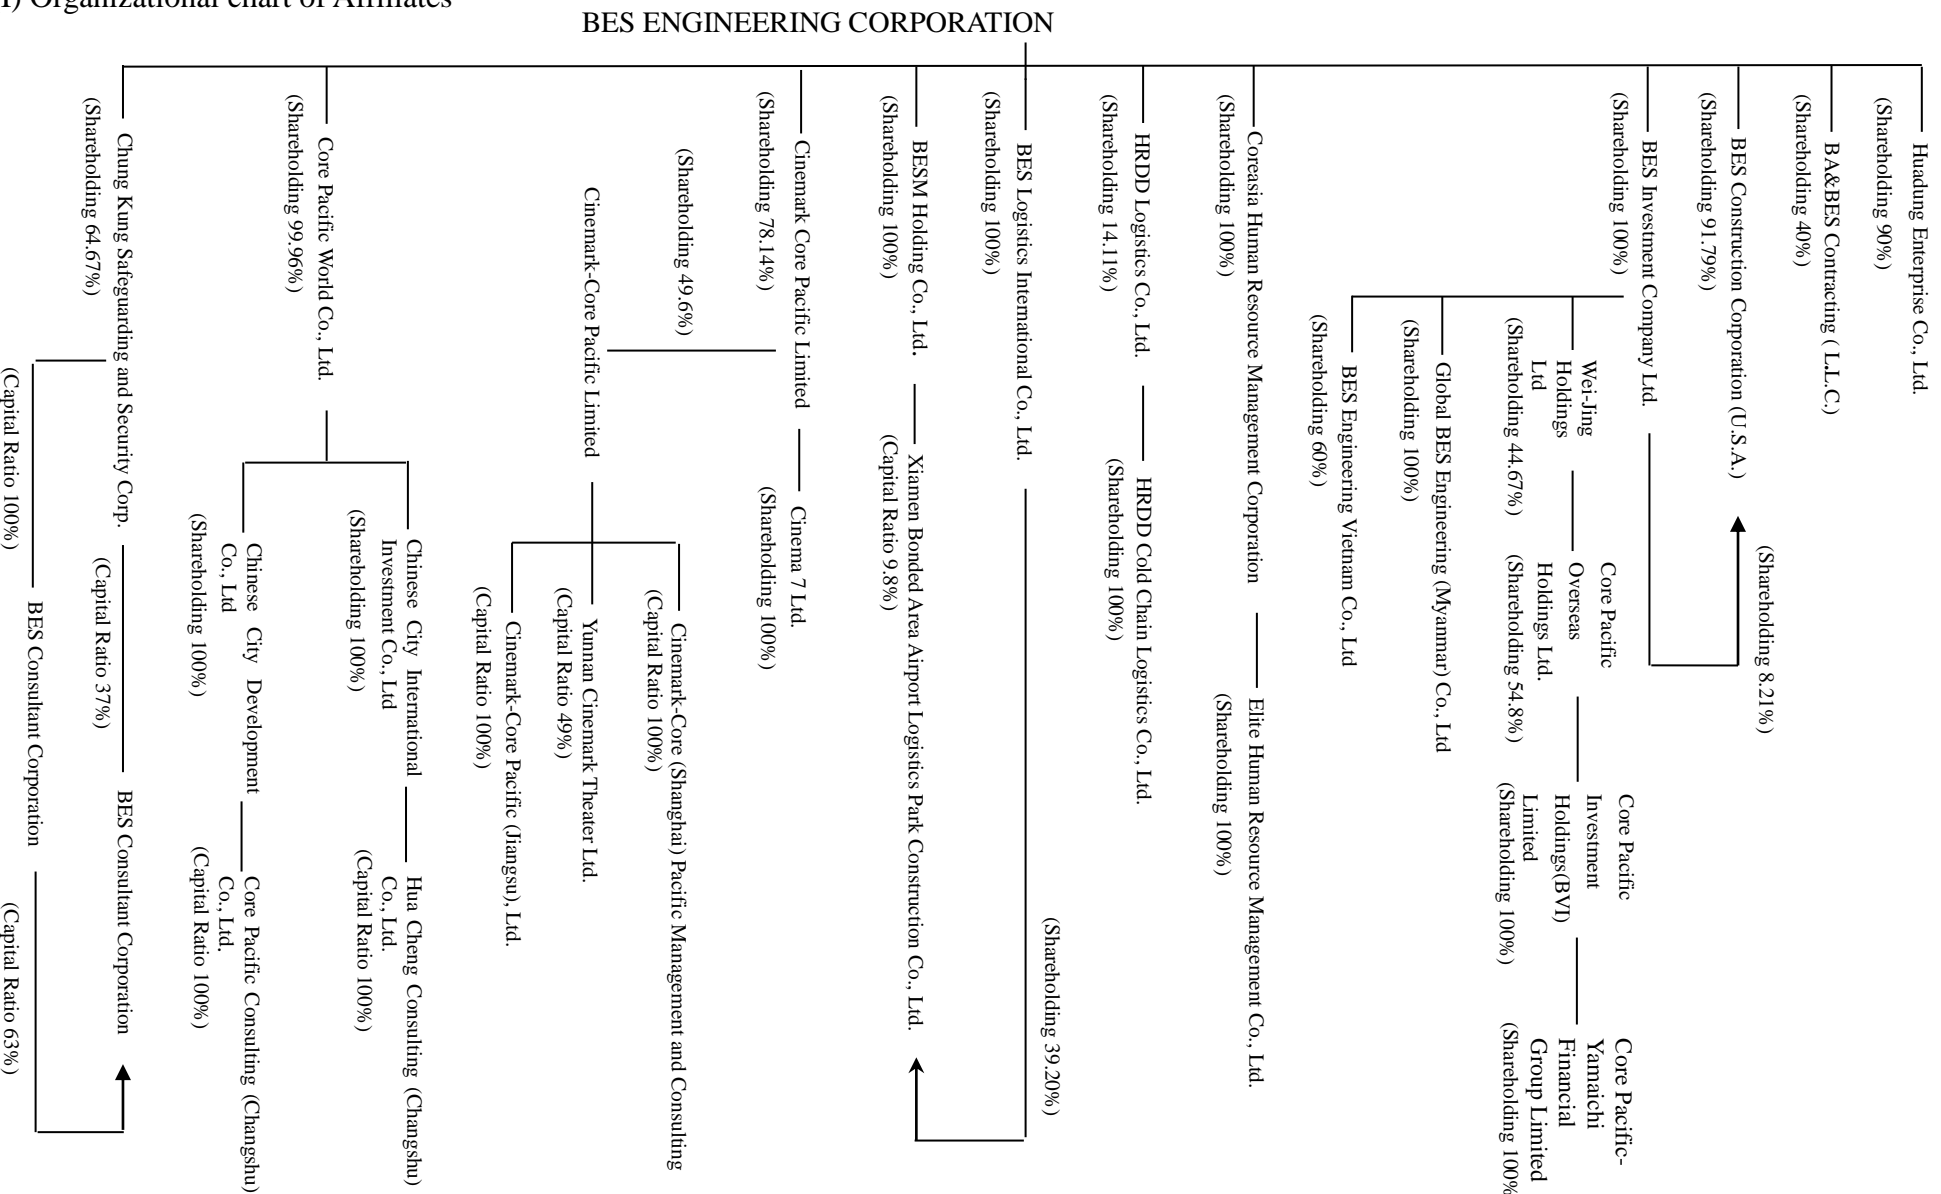 I) Organizational chart of Affiliates
BES ENGINEERING CORPORATION
Huadung Enterprise Co., Ltd.
(Shareholding 90%)
BA&BES Contracting ( L.L.C.)
(Shareholding 40%)
BES Construction Corporation (U.S.A.)
(Shareholding 91.79%)
(Shareholding 8.21%)
BES Investment Company Ltd.
(Shareholding 100%)
Wei-Jing
Holdings
Ltd
(Shareholding 44.67%)
Core Pacific
Overseas
Holdings Ltd.
(Shareholding 54.8%)
Core Pacific
Investment
Holdings(BVI)
Limited
(Shareholding 100%)
Core Pacific-
Yamaichi
Financial
Group Limited
(Shareholding 100%
Global BES Engineering (Myanmar) Co., Ltd
(Shareholding 100%)
BES Engineering Vietnam Co., Ltd
(Shareholding 60%)
Coreasia Human Resource Management Corporation
(Shareholding 100%)
Elite Human Resource Management Co., Ltd.
(Shareholding 100%)
HRDD Logistics Co., Ltd.
(Shareholding 14.11%)
HRDD Cold Chain Logistics Co., Ltd.
(Shareholding 100%)
BES Logistics International Co., Ltd.
(Shareholding 100%)
(Shareholding 39.20%)
BESM Holding Co., Ltd.
(Shareholding 100%)
Xiamen Bonded Area Airport Logistics Park Construction Co., Ltd.
(Capital Ratio 9.8%)
Cinemark Core Pacific Limited
(Shareholding 78.14%)
Cinema 7 Ltd.
(Shareholding 100%)
(Shareholding 49.6%)
Cinemark-Core Pacific Limited
Cinemark-Core (Shanghai) Pacific Management and Consulting
(Capital Ratio 100%)
Yunnan Cinemark Theater Ltd.
(Capital Ratio 49%)
Cinemark-Core Pacific (Jiangsu), Ltd.
(Capital Ratio 100%)
Core Pacific World Co., Ltd.
(Shareholding 99.96%)
Chinese City International
Investment Co., Ltd
(Shareholding 100%)
Hua Cheng Consulting (Changshu)
Co., Ltd.
(Capital Ratio 100%)
Chinese City Development
Co., Ltd
(Shareholding 100%)
Core Pacific Consulting (Changshu)
Co., Ltd.
(Capital Ratio 100%)
Chung Kung Safeguarding and Security Corp.
(Shareholding 64.67%)
BES Consultant Corporation
(Capital Ratio 37%)
BES Consultant Corporation
(Capital Ratio 100%)
(Capital Ratio 63%)